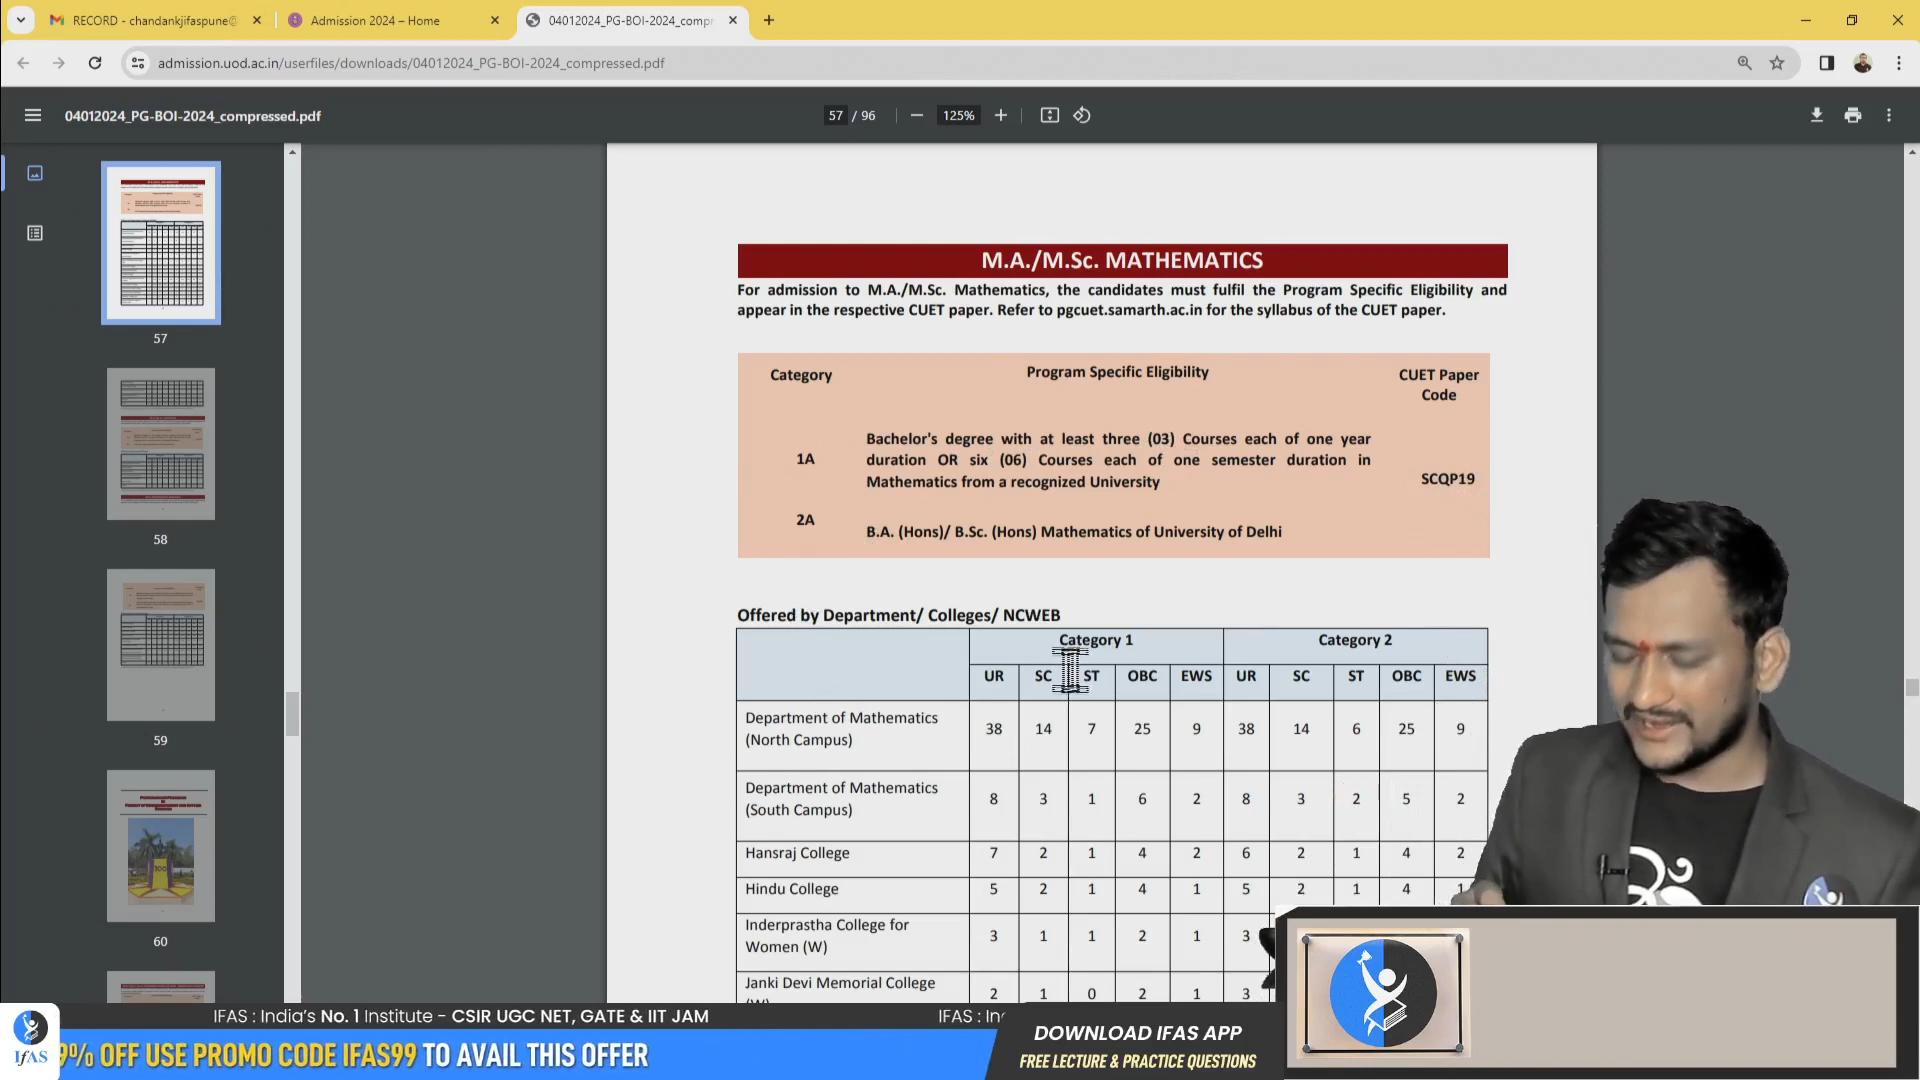 RECORD - chandankjifaspune@
Admission 2024 – Home
04012024_PG-BOI-2024_comp
admission.uod.ac.in/userfiles/downloads/04012024_PG-BOI-2024_compressed.pdf
04012024_PG-BOI-2024_compressed.pdf
57 / 96
125%
57
58
59
60
M.A./M.Sc. MATHEMATICS
For admission to M.A./M.Sc. Mathematics, the candidates must fulfil the Program Specific Eligibility and
appear in the respective CUET paper. Refer to pgcuet.samarth.ac.in for the syllabus of the CUET paper.
Category Program Specific Eligibility CUET Paper
Code
Bachelor's degree with at least three (03) Courses each of one year
1A duration OR six (06) Courses each of one semester duration in
Mathematics from a recognized University
SCQP19
2A
B.A. (Hons)/ B.Sc. (Hons) Mathematics of University of Delhi
Offered by Department/ Colleges/ NCWEB
Category 1 Category 2
UR SC ST OBC EWS UR SC ST OBC EWS
Department of Mathematics
(North Campus)
38 14 7 25 9 38 14 6 25 9
Department of Mathematics
(South Campus)
8 3 1 6 2 8 3 2 5 2
Hansraj College 7 2 1 4 2 6 2 1 4 2
Hindu College 5 2 1 4 1 5 2 1 4 1
Inderprastha College for
Women (W)
3 1 1 2 1 3
Janki Devi Memorial College
2 1 0 2 1 3
IFAS : India's No. 1 Institute - CSIR UGC NET, GATE & IIT JAM
IFAS
9% OFF USE PROMO CODE IFAS99 TO AVAIL THIS OFFER
DOWNLOAD IFAS APP
FREE LECTURE & PRACTICE QUESTIONS